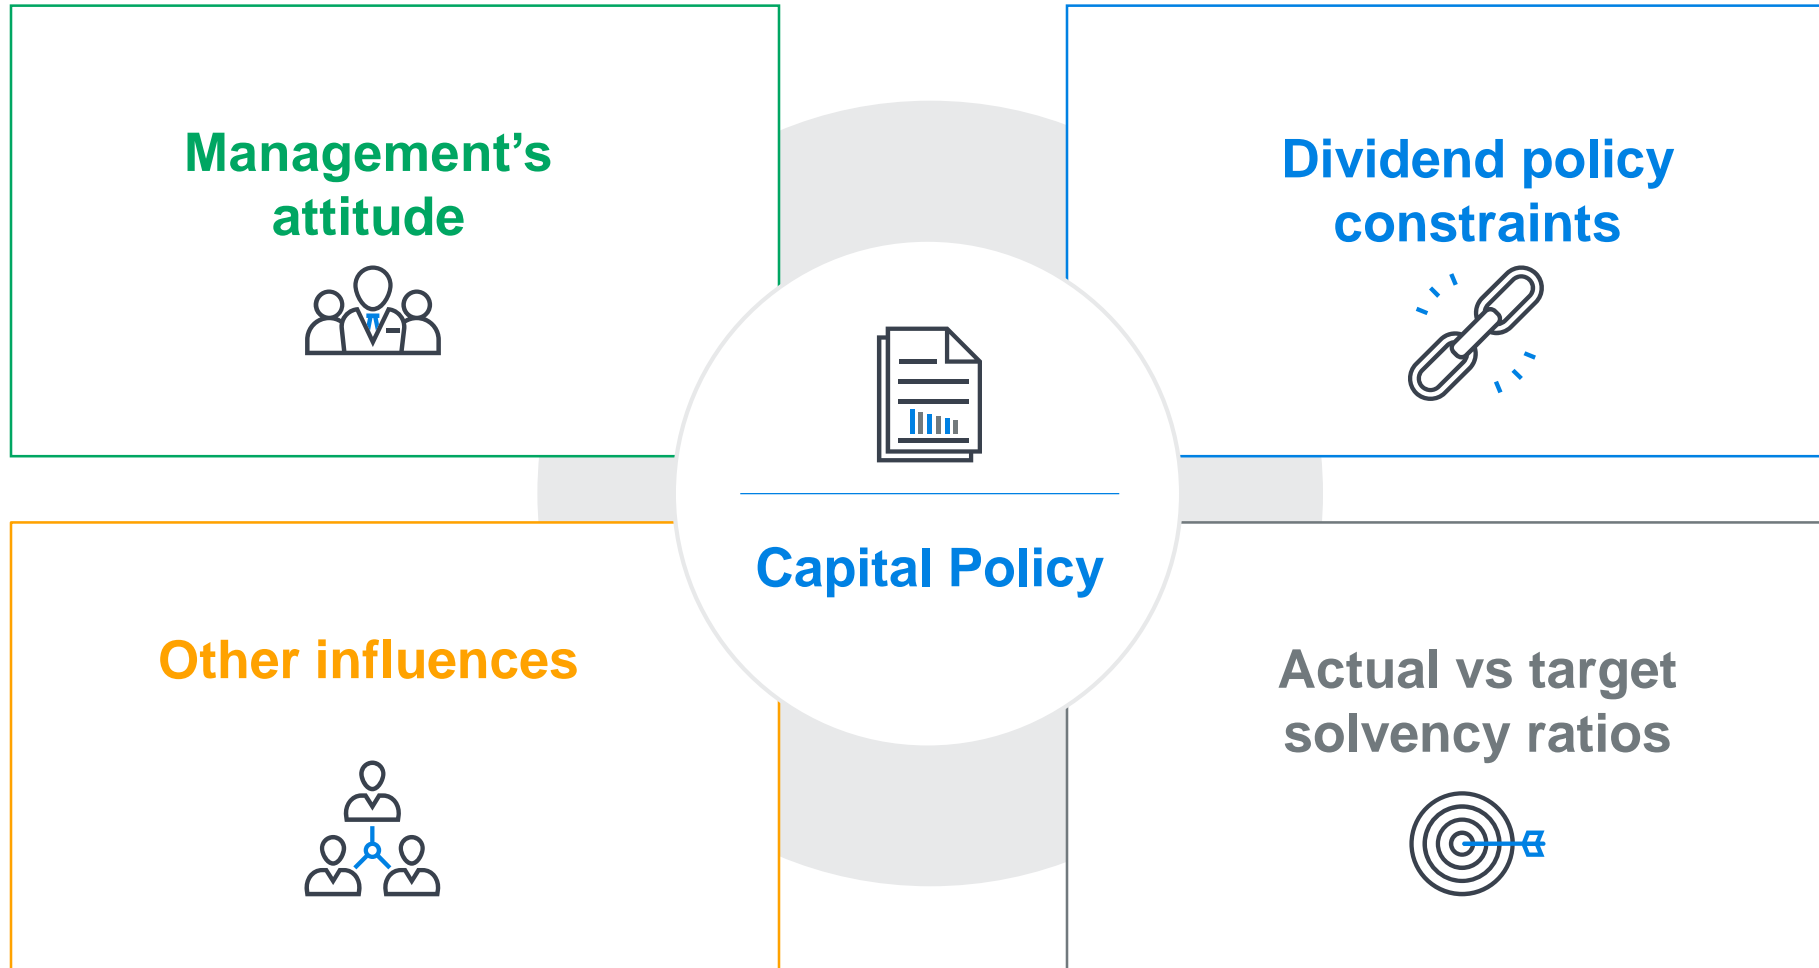 Management’s
attitude
Dividend policy
constraints
Capital Policy
Other influences
Actual vs target
solvency ratios